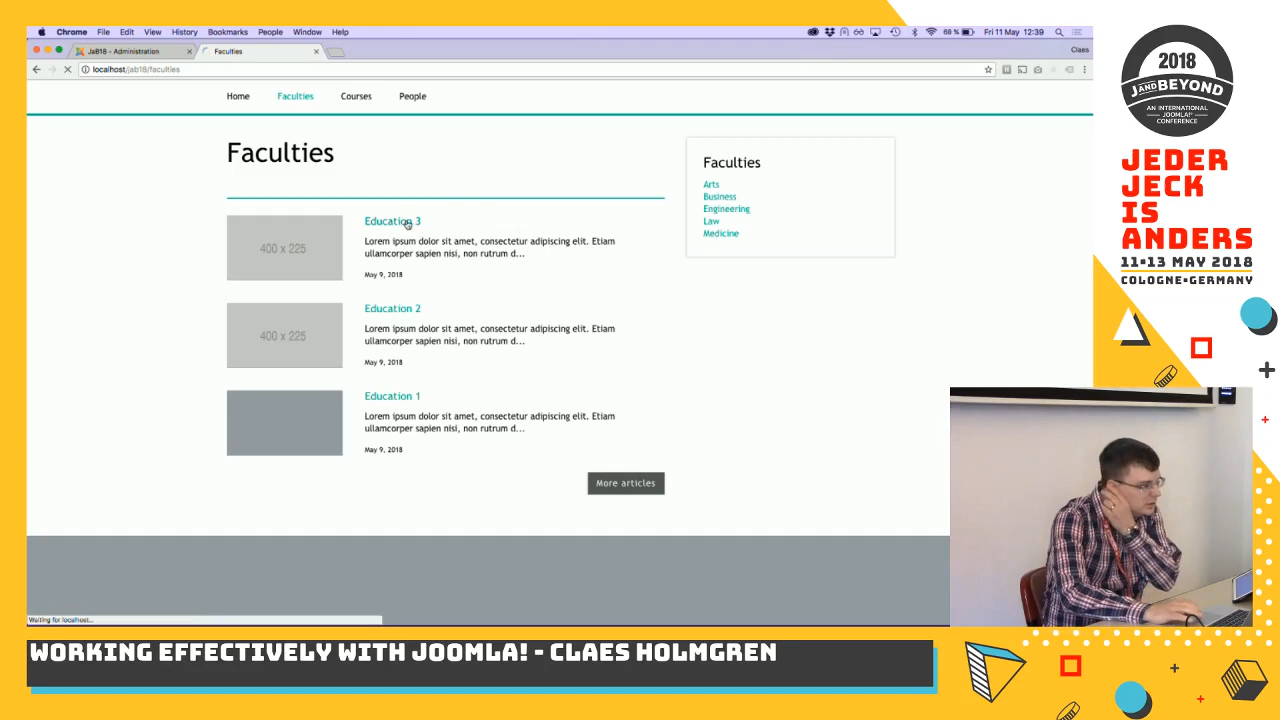 Chrome File Edit View History Bookmarks People Window Help
68 % Fri 11 May 12:39
JaB18 - Administration
Faculties
Claes
localhost/jab18/faculties
Home Faculties Courses People
Faculties
Education 3
400 x 225
Lorem ipsum dolor sit amet, consectetur adipiscing elit. Etiam
ullamcorper sapien nisi, non rutrum d...
May 9, 2018
Education 2
400 x 225
Lorem ipsum dolor sit amet, consectetur adipiscing elit. Etiam
ullamcorper sapien nisi, non rutrum d...
May 9, 2018
Education 1
Lorem ipsum dolor sit amet, consectetur adipiscing elit. Etiam
ullamcorper sapien nisi, non rutrum d...
May 9, 2018
More articles
Faculties
Arts
Business
Engineering
Law
Medicine
Waiting for localhost...
2018
J AND BEYOND
AN INTERNATIONAL
JOOMLA!
CONFERENCE
JEDER
JECK
IS
ANDERS
11-13 MAY 2018
COLOGNE-GERMANY
WORKING EFFECTIVELY WITH JOOMLA! - CLAES HOLMGREN